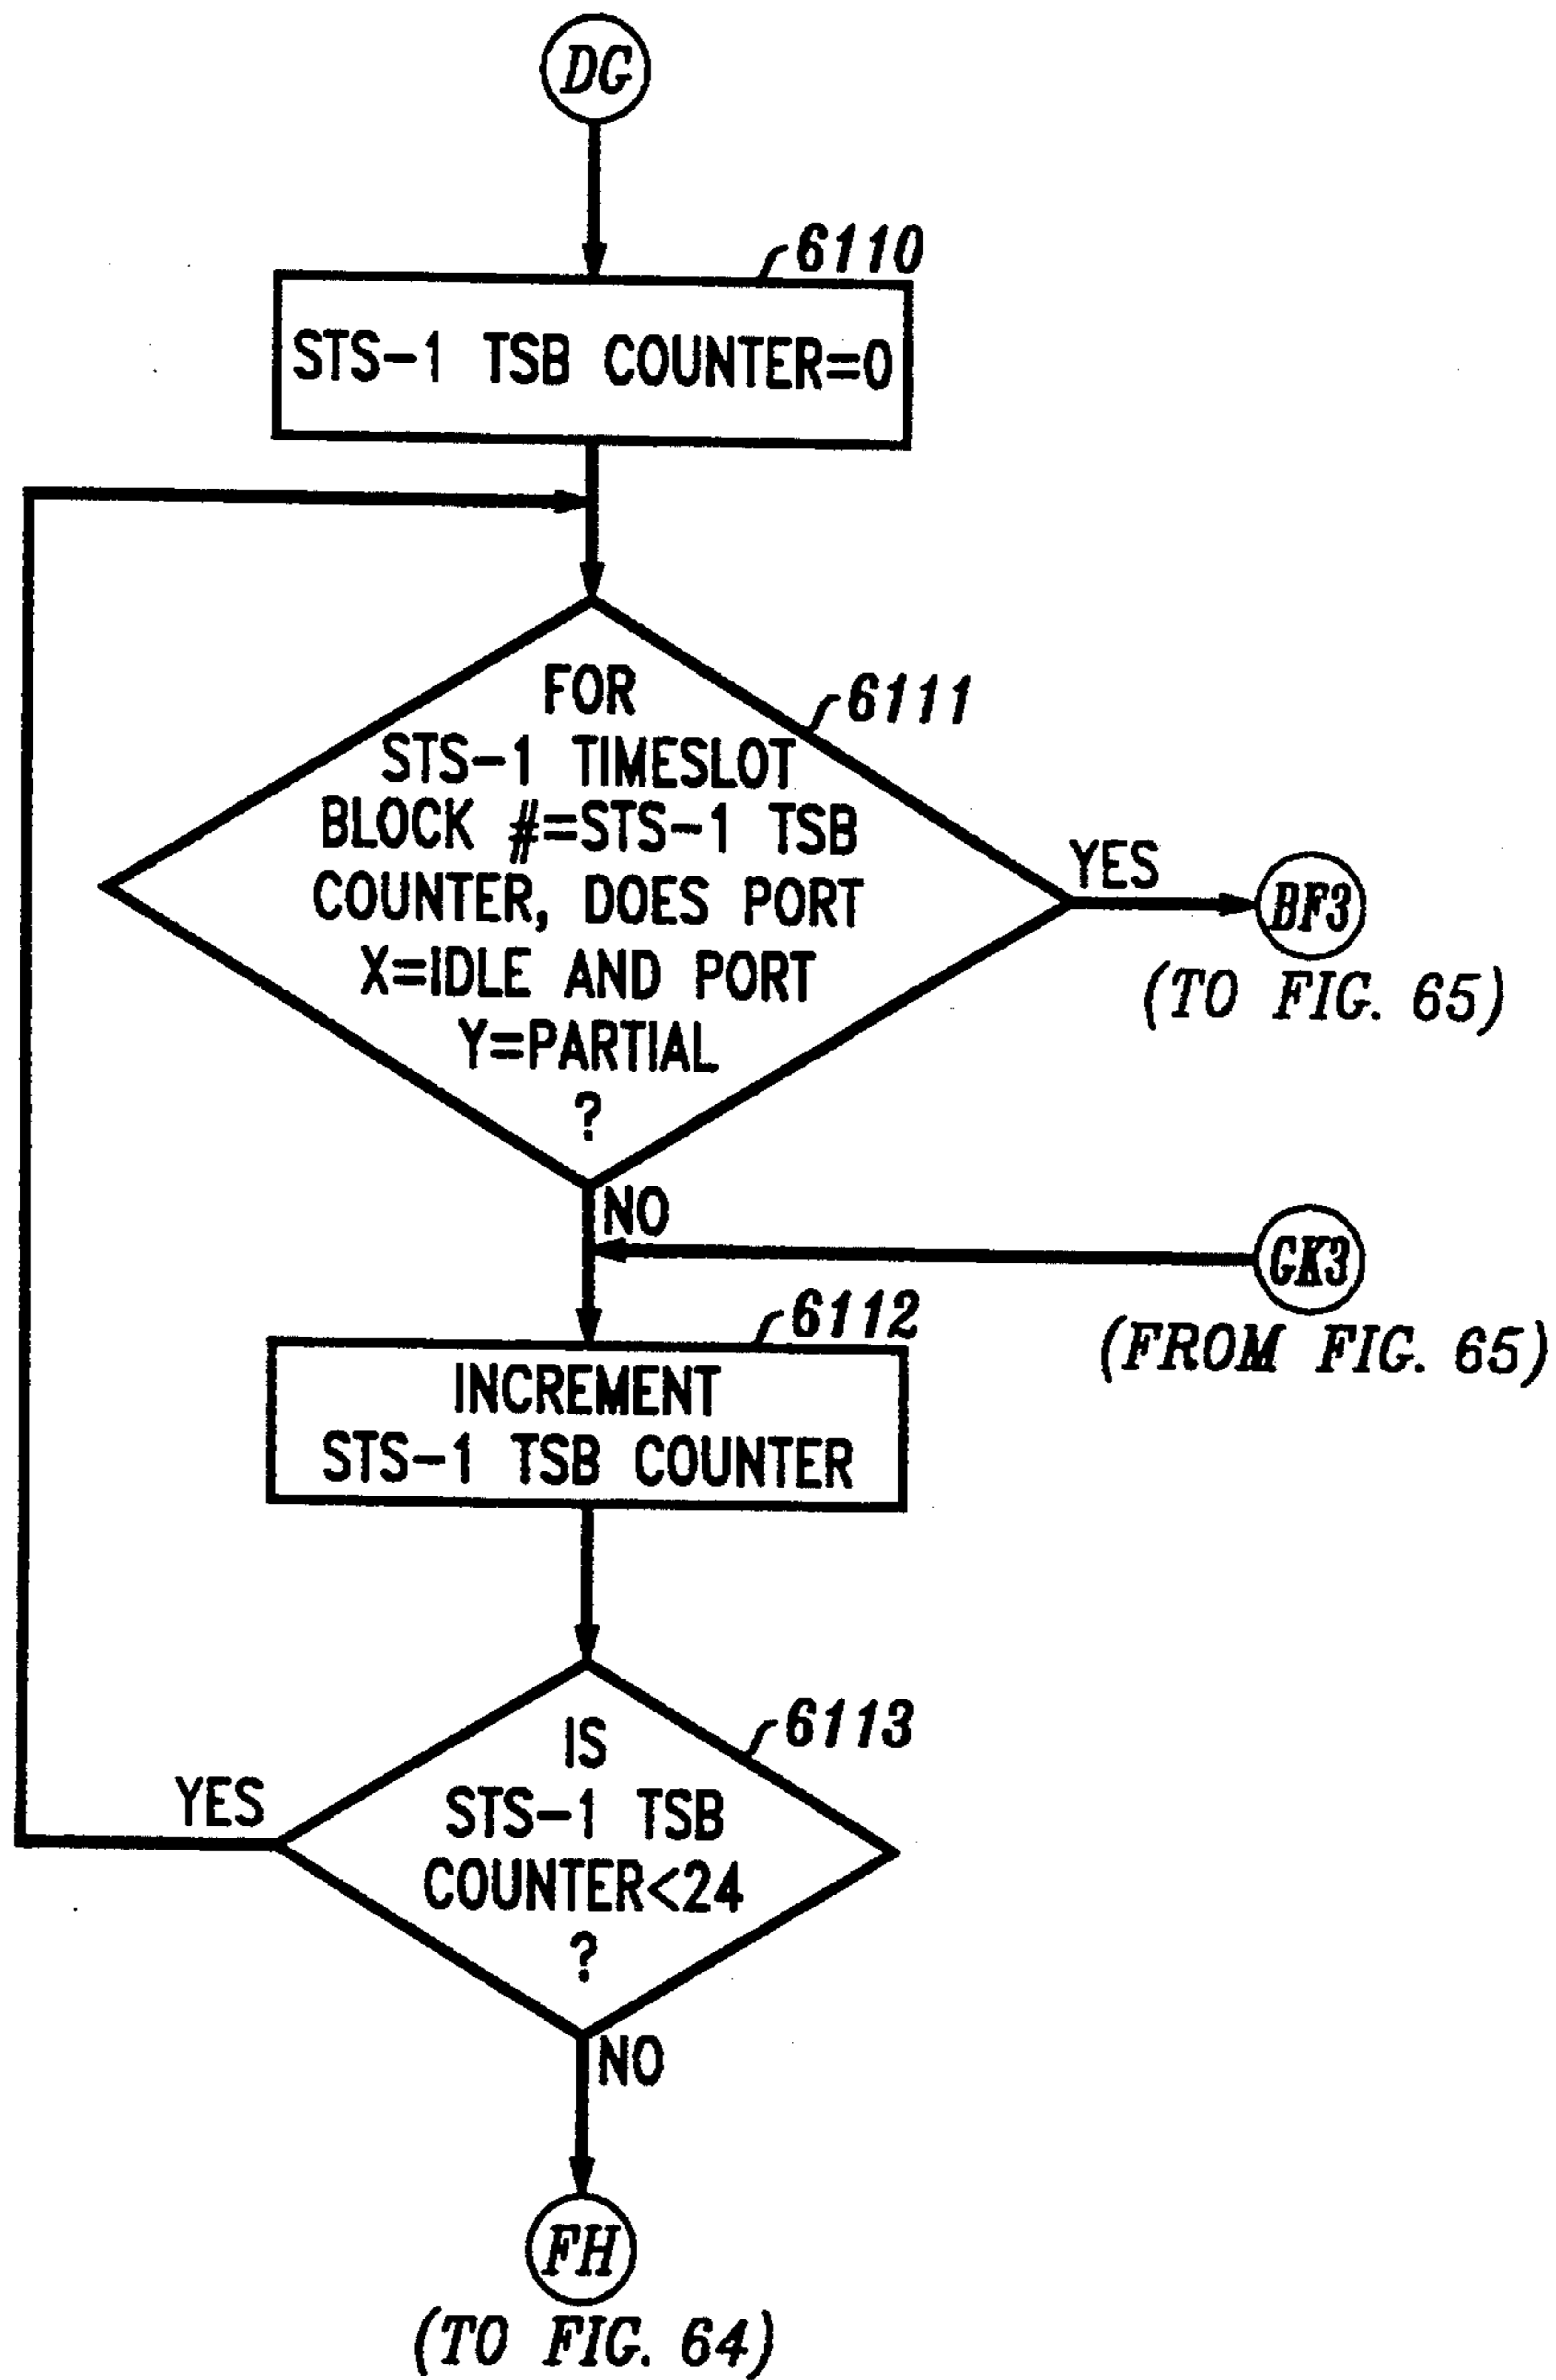 DG
6110
STS-1 TSB COUNTER=0
FOR
6111
STS-1 TIMESLOT
BLOCK #=STS-1 TSB
COUNTER, DOES PORT
X=IDLE AND PORT
Y=PARTIAL
?
YES
BF3
(TO FIG. 65)
NO
GK3
(FROM FIG. 65)
6112
INCREMENT
STS-1 TSB COUNTER
6113
IS
STS-1 TSB
COUNTER<24
?
YES
NO
FH
(TO FIG. 64)